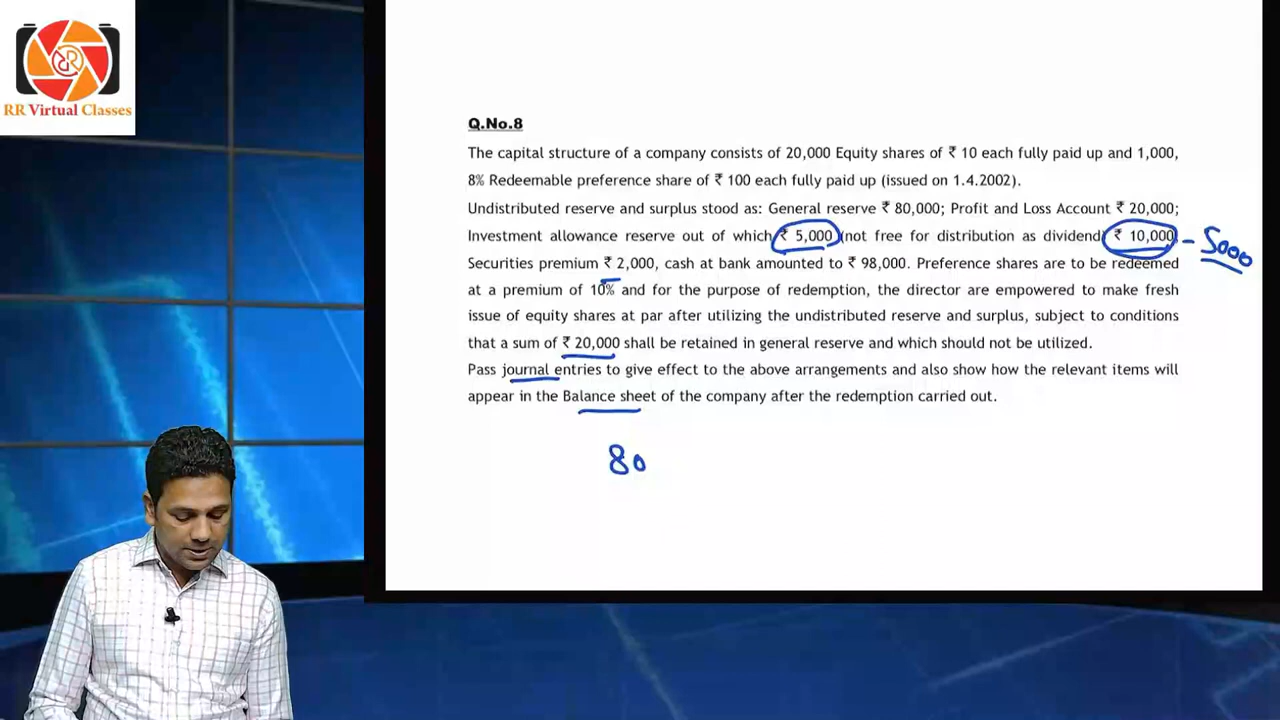 RR Virtual Classes
Q.No.8
The capital structure of a company consists of 20,000 Equity shares of ₹ 10 each fully paid up and 1,000,
8% Redeemable preference share of ₹ 100 each fully paid up (issued on 1.4.2002).
Undistributed reserve and surplus stood as: General reserve ₹ 80,000; Profit and Loss Account ₹ 20,000;
Investment allowance reserve out of which ₹ 5,000 (not free for distribution as dividend) ₹ 10,000 - 5000
Securities premium ₹ 2,000, cash at bank amounted to ₹ 98,000. Preference shares are to be redeemed
at a premium of 10% and for the purpose of redemption, the director are empowered to make fresh
issue of equity shares at par after utilizing the undistributed reserve and surplus, subject to conditions
that a sum of ₹ 20,000 shall be retained in general reserve and which should not be utilized.
Pass journal entries to give effect to the above arrangements and also show how the relevant items will
appear in the Balance sheet of the company after the redemption carried out.
80